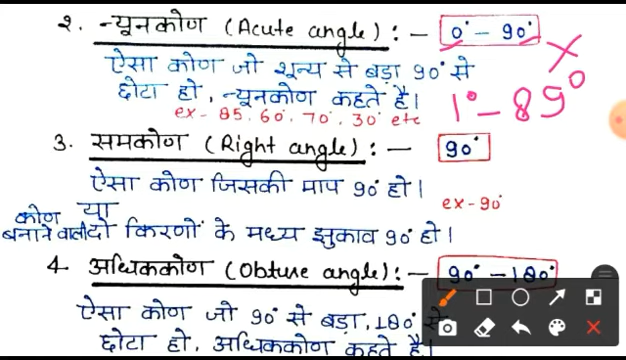 २. न्यूनकोण (Acute angle) : — 0° - 90° ×
ऐसा कोण जो शून्य से बड़ा 90° से
छोटा हो, न्यूनकोण कहते है। 1° - 89°
ex - 85, 60°, 70°, 30° etc
3. समकोण (Right angle) : — 90°
ऐसा कोण जिसकी माप 90° हो।
ex - 90°
या
कोण
बनाने वाली दो किरणों के मध्य झुकाव 90° हो।
4. अधिककोण (Obtuse angle) : — 90° - 180°
ऐसा कोण जो 90° से बड़ा, 180° से
छोटा हो, अधिककोण कहते है।